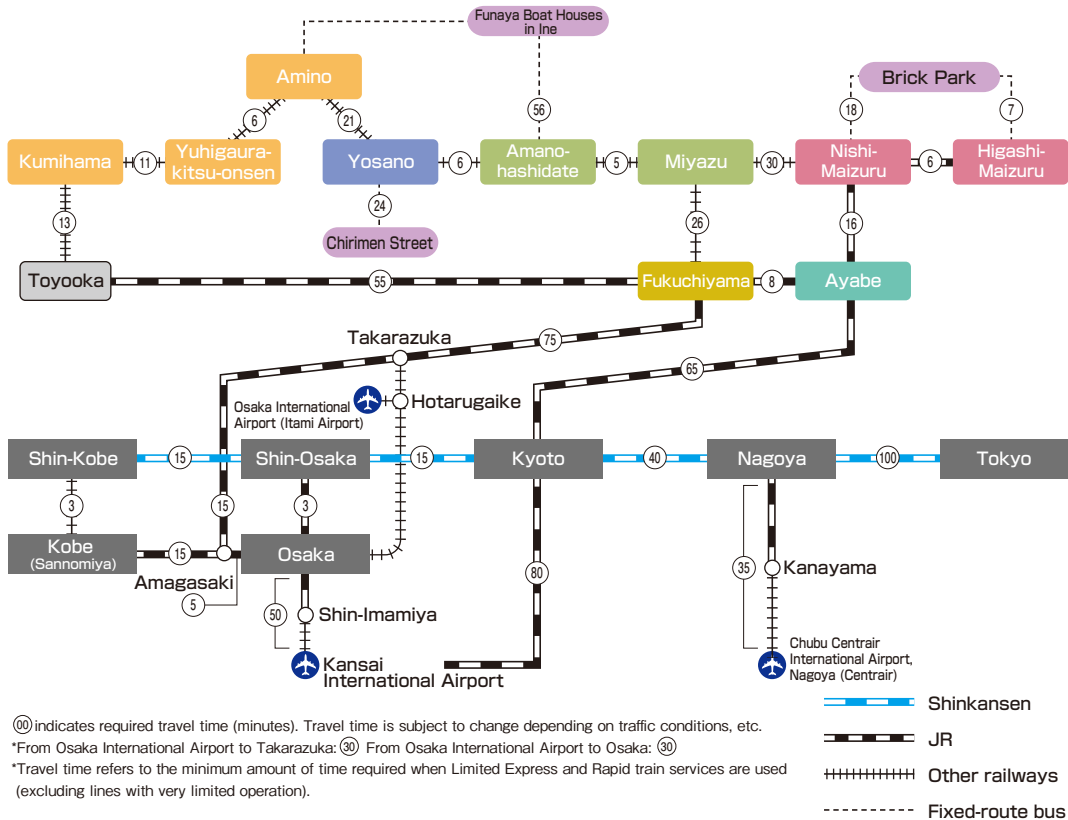 Funaya Boat Houses
in Ine
Amino
Brick Park
6
21
56
18
7
Kumihama
11
Yuhigaura-
kitsu-onsen
Yosano
6
Amano-
hashidate
5
Miyazu
30
Nishi-
Maizuru
6
Higashi-
Maizuru
13
24
26
16
Chirimen Street
Toyooka
55
Fukuchiyama
8
Ayabe
Takarazuka
75
65
Osaka International
Airport (Itami Airport)
Hotarugaike
Shin-Kobe
15
Shin-Osaka
15
Kyoto
40
Nagoya
100
Tokyo
3
15
3
Kobe
(Sannomiya)
15
Osaka
Amagasaki
5
50
Shin-Imamiya
80
35
Kanayama
Kansai
International Airport
Chubu Centrair
International Airport,
Nagoya (Centrair)
00 indicates required travel time (minutes). Travel time is subject to change depending on traffic conditions, etc.
*From Osaka International Airport to Takarazuka: 30 From Osaka International Airport to Osaka: 30
*Travel time refers to the minimum amount of time required when Limited Express and Rapid train services are used
(excluding lines with very limited operation).
Shinkansen
JR
Other railways
Fixed-route bus